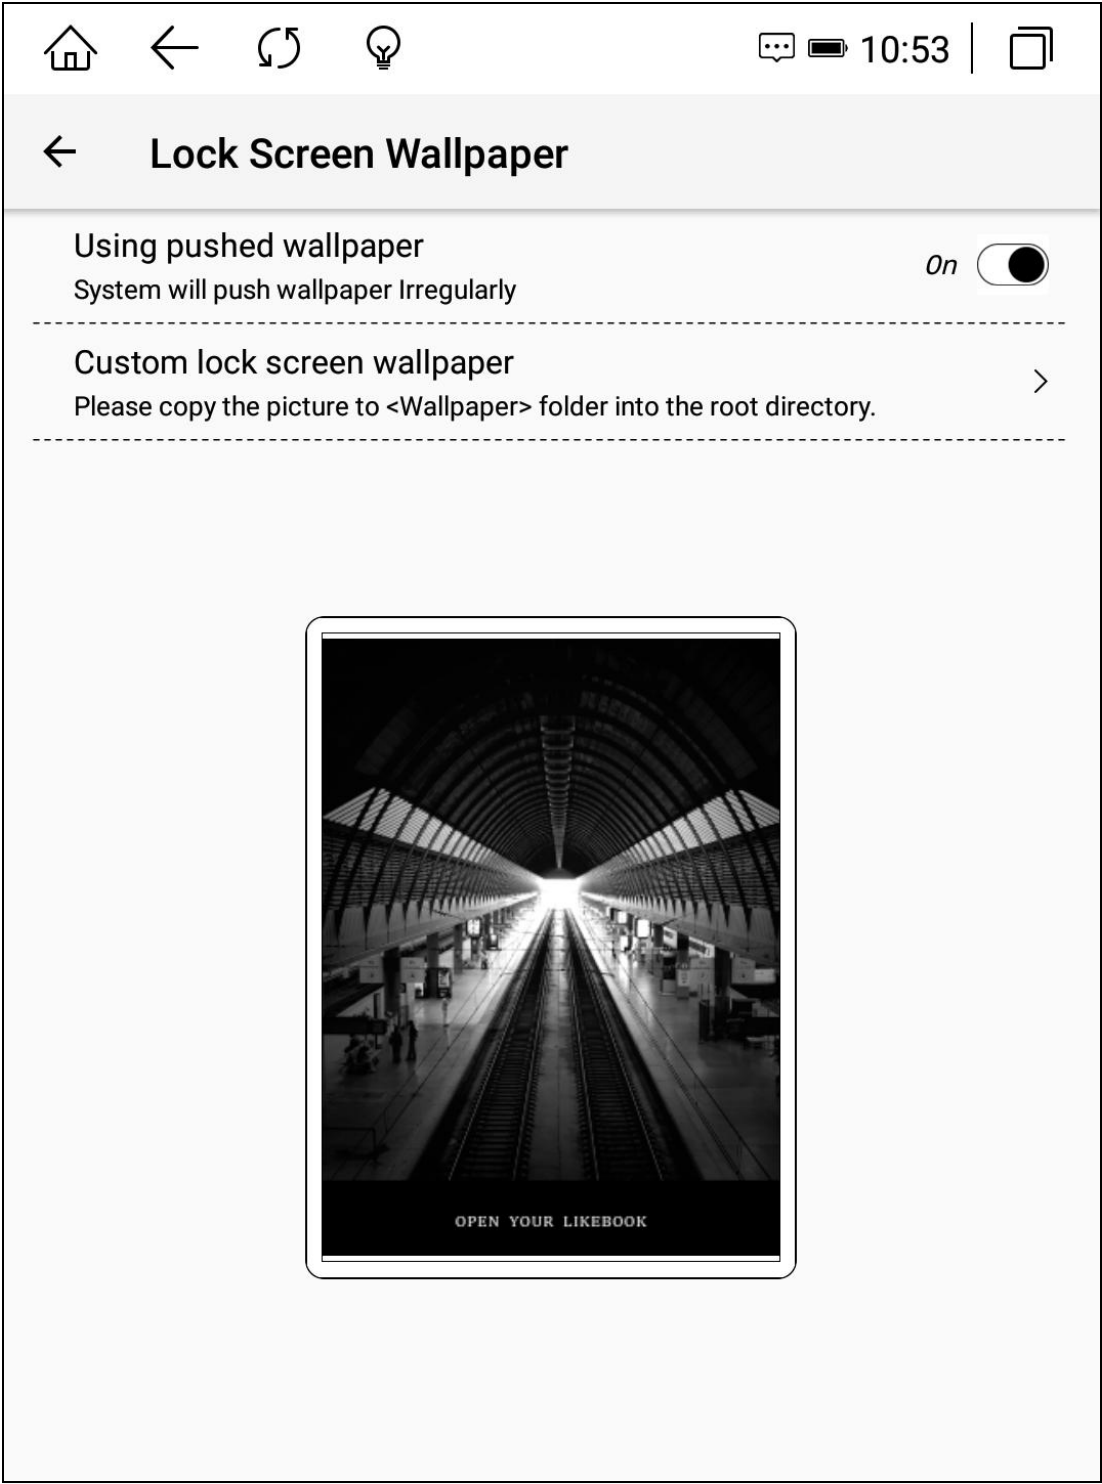 10:53
Lock Screen Wallpaper
Using pushed wallpaper
On
System will push wallpaper Irregularly
Custom lock screen wallpaper
Please copy the picture to <Wallpaper> folder into the root directory.
OPEN YOUR LIKEBOOK